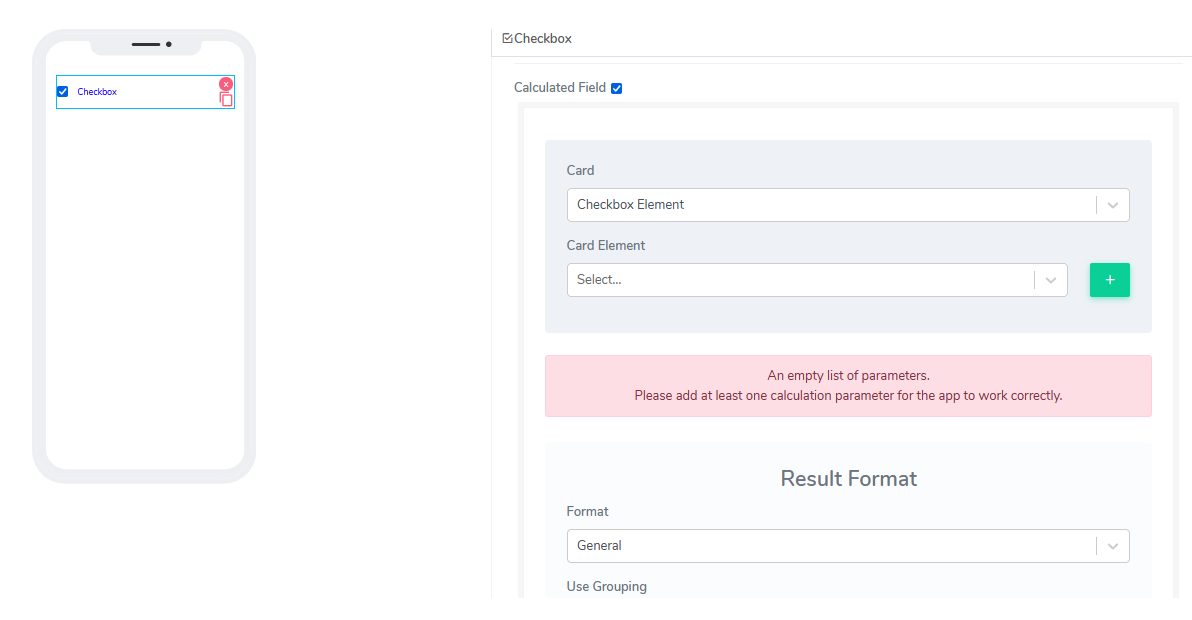 Checkbox
Checkbox
Calculated Field
Card
Checkbox Element
Card Element
Select...
+
An empty list of parameters.
Please add at least one calculation parameter for the app to work correctly.
Result Format
Format
General
Use Grouping